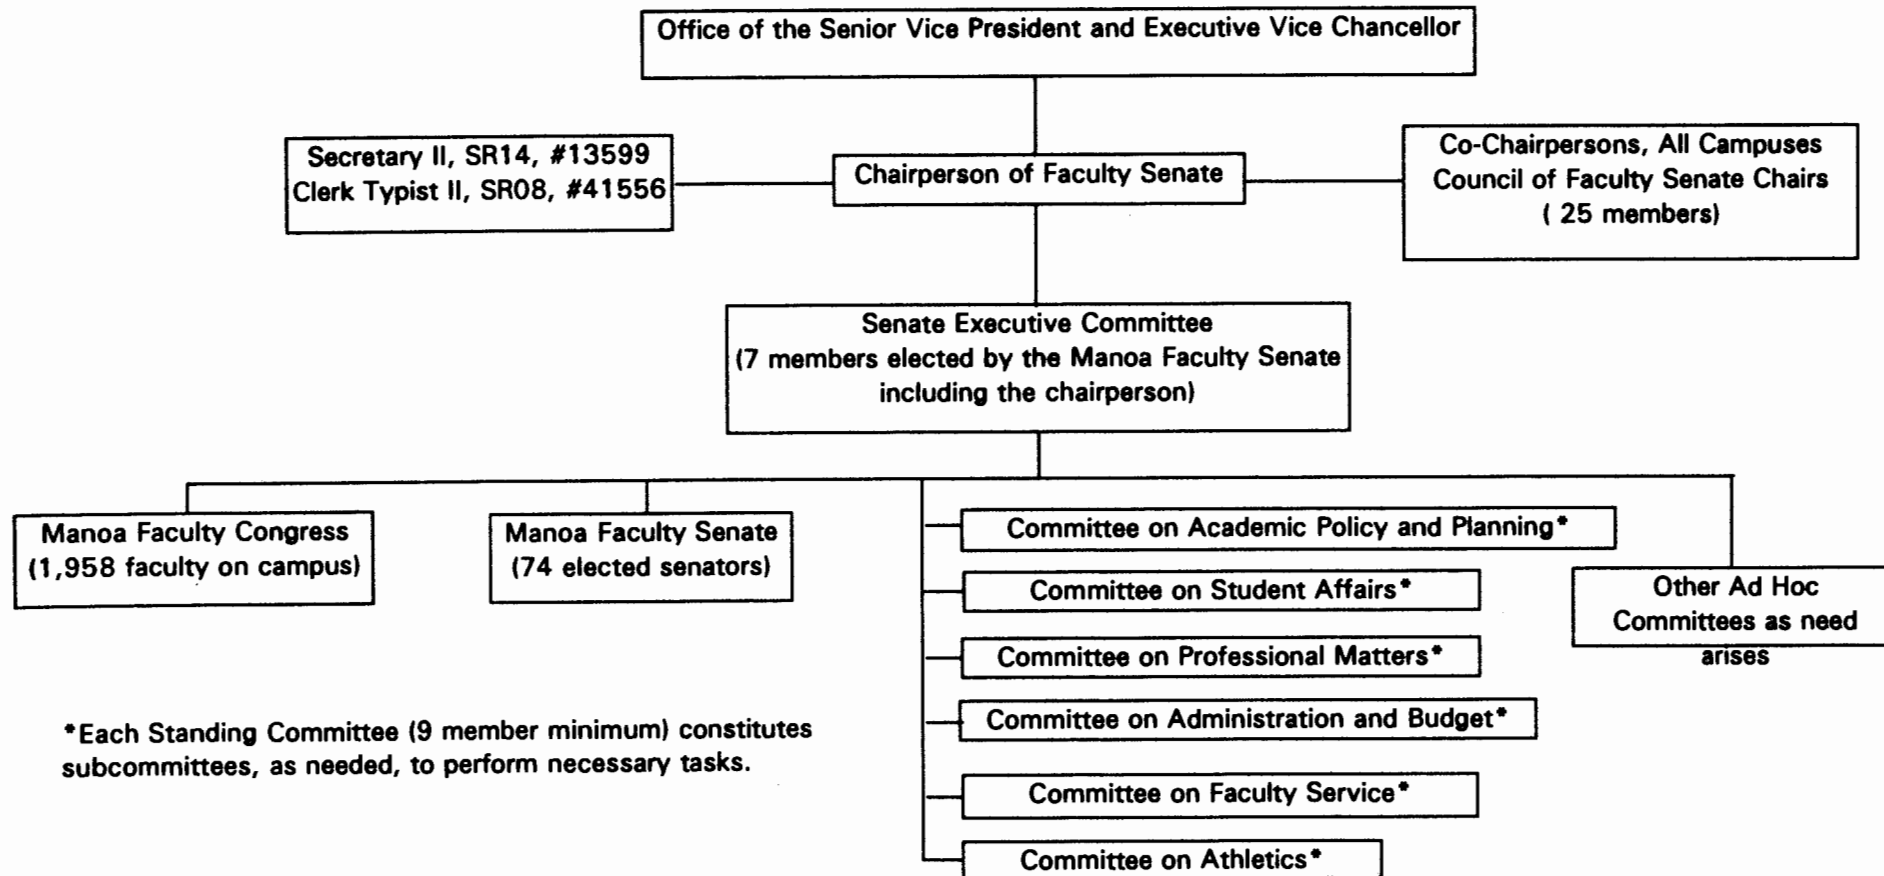 Office of the Senior Vice President and Executive Vice Chancellor
Secretary II, SR14, #13599
Clerk Typist II, SR08, #41556
Chairperson of Faculty Senate
Co-Chairpersons, All Campuses
Council of Faculty Senate Chairs
( 25 members)
Senate Executive Committee
(7 members elected by the Manoa Faculty Senate
including the chairperson)
Manoa Faculty Congress
(1,958 faculty on campus)
Manoa Faculty Senate
(74 elected senators)
Committee on Academic Policy and Planning*
Committee on Student Affairs*
Committee on Professional Matters*
Committee on Administration and Budget*
Committee on Faculty Service*
Committee on Athletics*
Other Ad Hoc
Committees as need
arises
*Each Standing Committee (9 member minimum) constitutes
subcommittees, as needed, to perform necessary tasks.